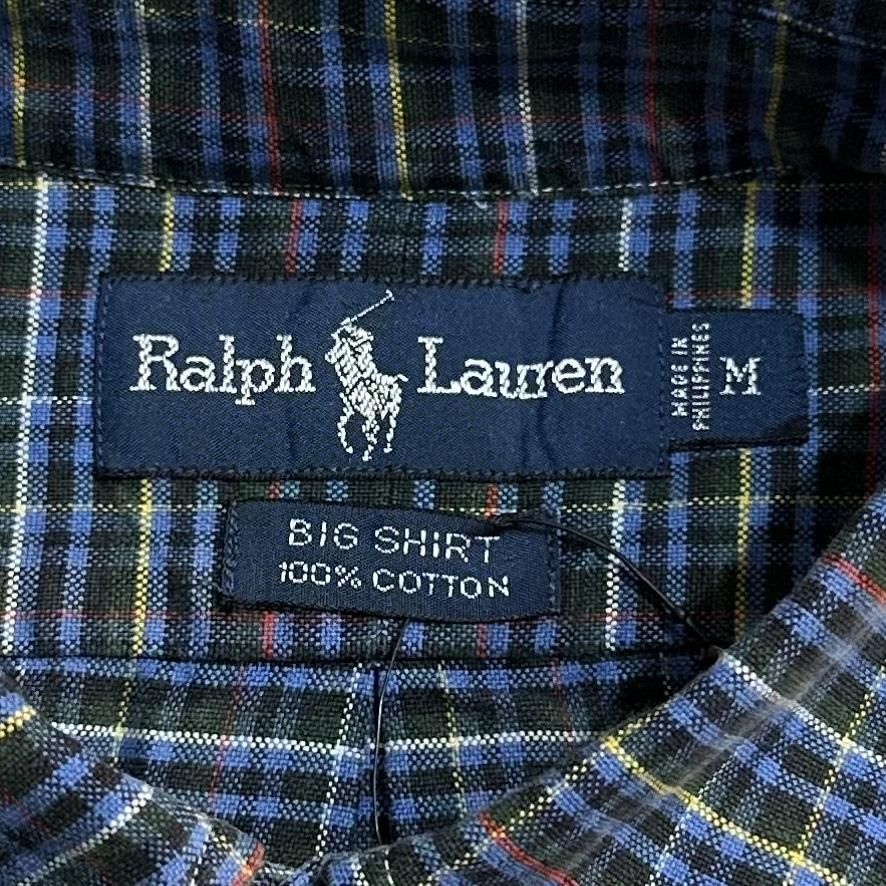 Ralph Lauren
MADE IN
PHILIPPINES
M
BIG SHIRT
100% COTTON